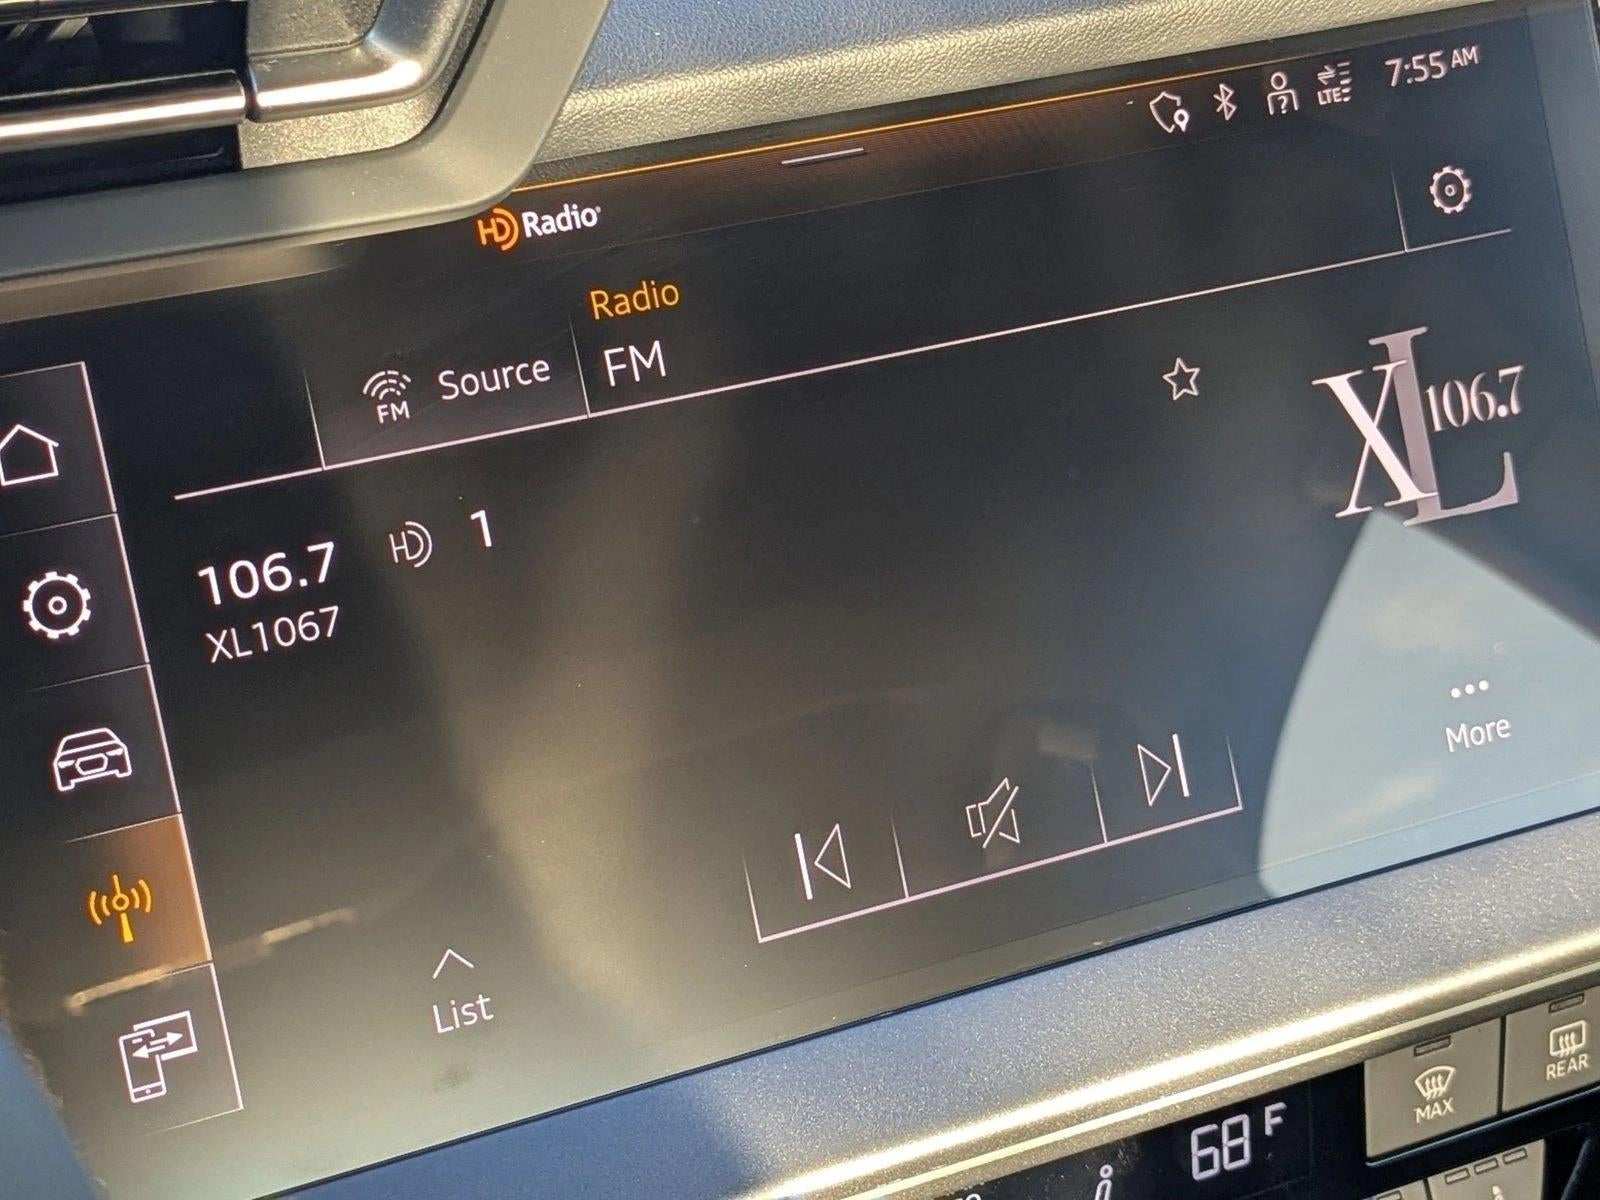 7:55 AM
LTE
HD Radio
Radio
FM
FM
Source
XL 106.7
106.7 HD 1
XL1067
More
List
REAR
MAX
68 F